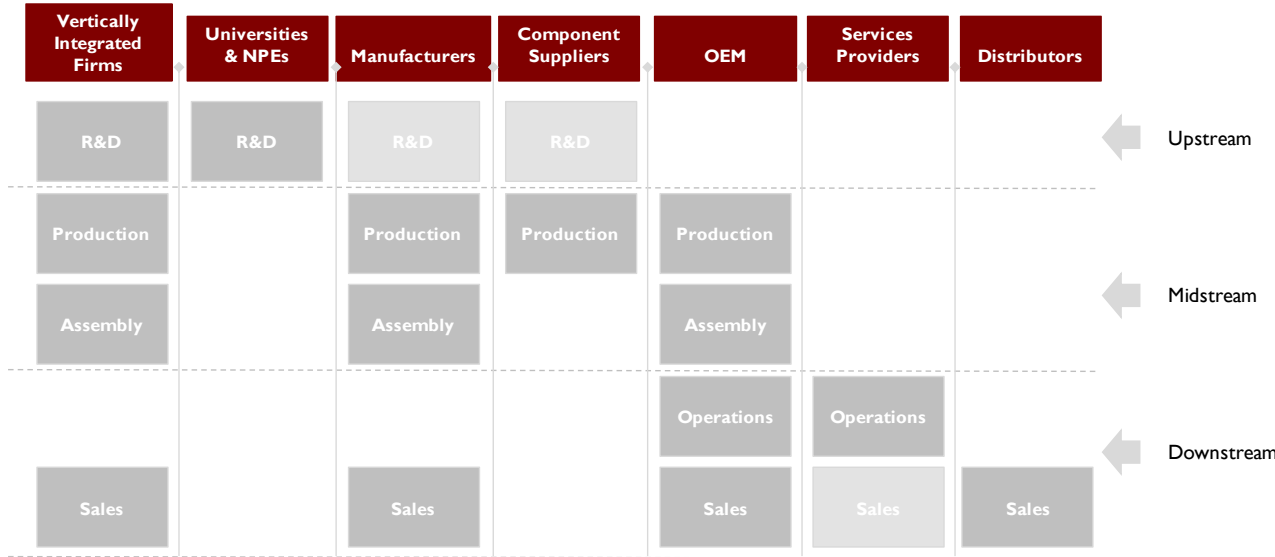 Vertically
Integrated
Firms
Universities
& NPEs
Manufacturers
Component
Suppliers
OEM
Services
Providers
Distributors
R&D
R&D
R&D
R&D
Upstream
Production
Production
Production
Production
Midstream
Assembly
Assembly
Assembly
Operations
Operations
Downstream
Sales
Sales
Sales
Sales
Sales